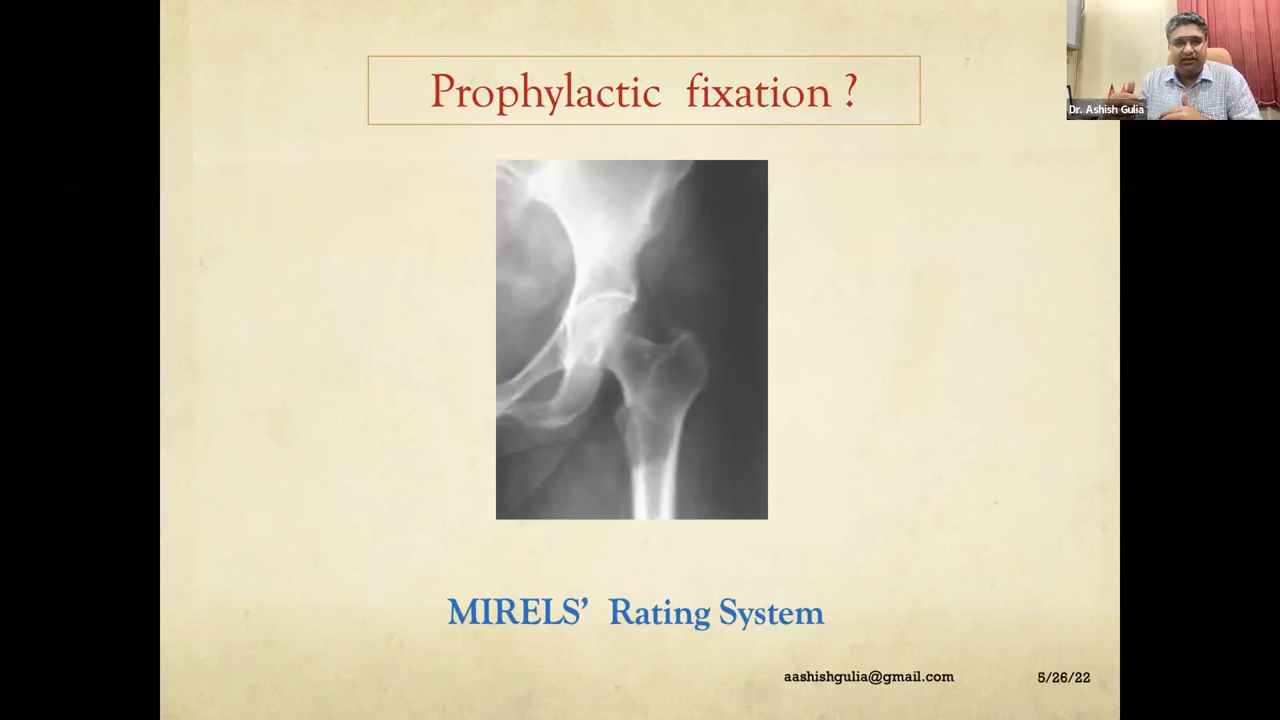 Prophylactic fixation ?
Dr. Ashish Gulia
MIRELS’ Rating System
aashishgulia@gmail.com
5/26/22